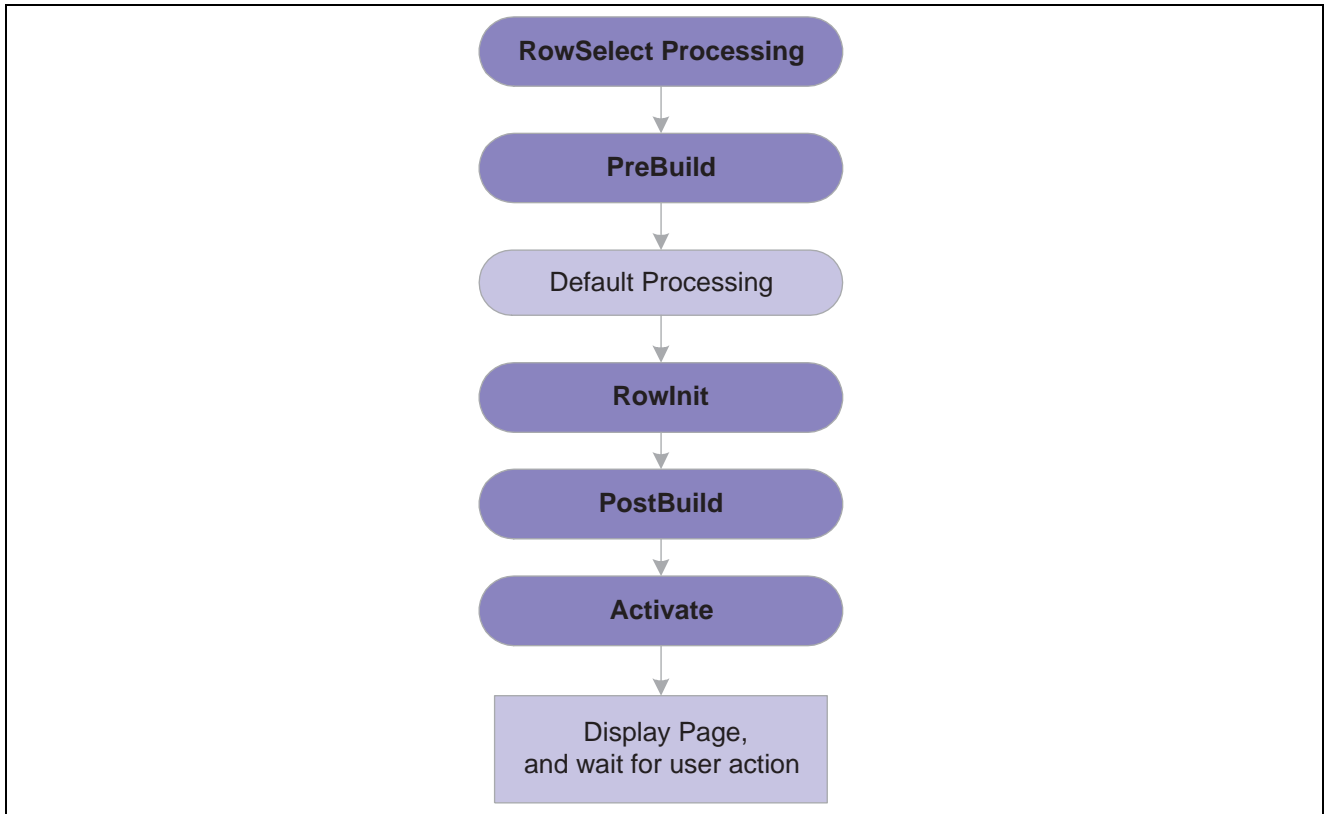 RowSelect Processing
PreBuild
Default Processing
RowInit
PostBuild
Activate
Display Page,
and wait for user action